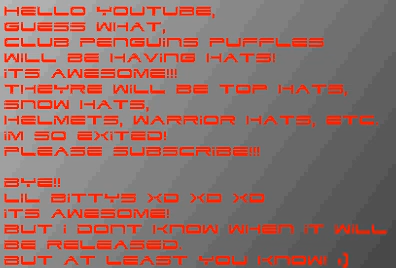 HELLO YOUTUBE,
GUESS WHAT,
CLUB PENGUiNS PUFFLES
WiLL BE HAViNG HATS!
iTS AWESOME!!!
THEYRE WiLL BE TOP HATS,
SNOW HATS,
HELMETS, WARRiOR HATS, ETC.
iM SO EXiTED!
PLEASE SUBSCRiBE!!!
BYE!!
LiL BiTTYS XD XD XD
iTS AWESOME!
BUT i DONT KNOW WHEN iT WiLL
BE RELEASED.
BUT AT LEAST YOU KNOW! ;]